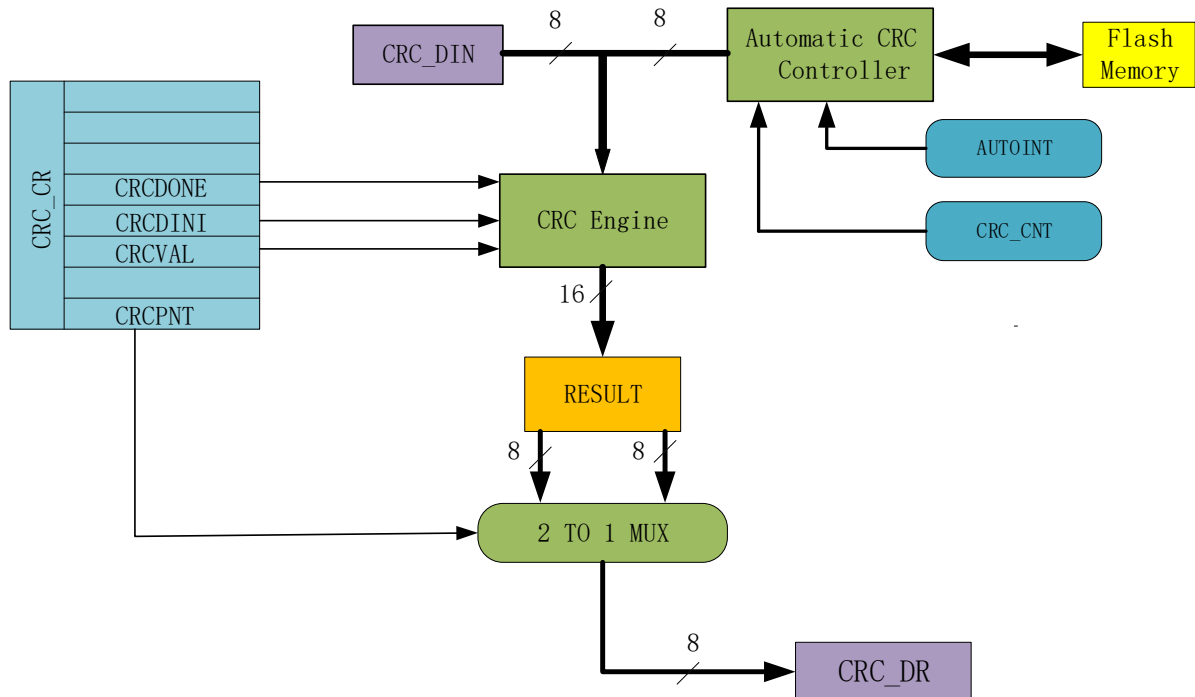 8
8
CRC_DIN
Automatic CRC
Controller
Flash
Memory
AUTOINT
CRC_CR
CRCDONE
CRCDINI
CRCVAL
CRCPNT
CRC Engine
CRC_CNT
16
RESULT
8
8
2 TO 1 MUX
8
CRC_DR